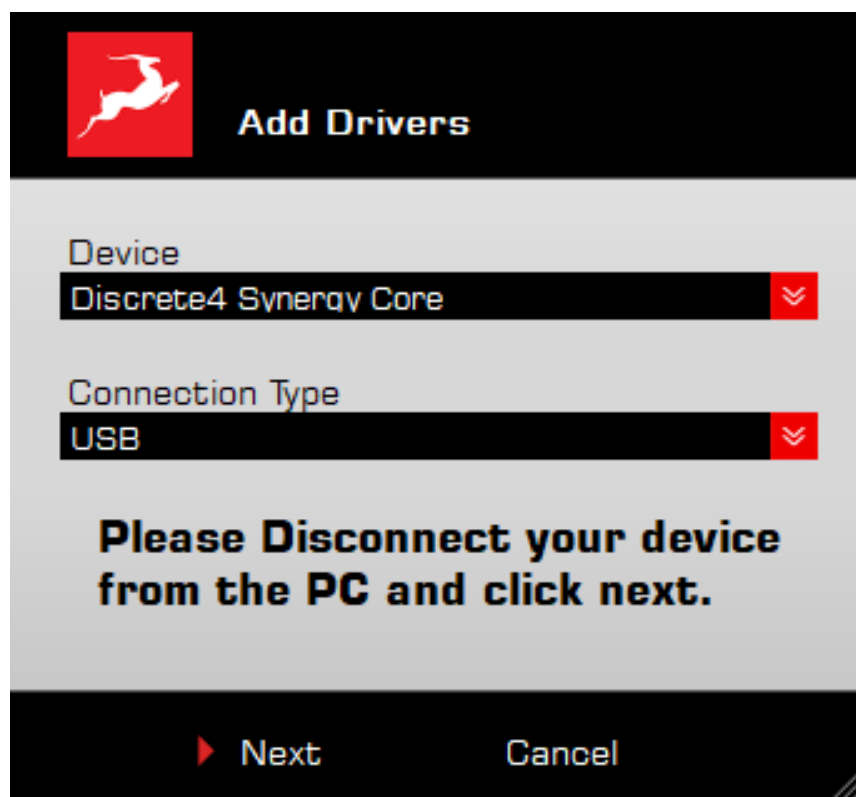 Add Drivers
Device
Discrete4 Synergy Core
Connection Type
USB
Please Disconnect your device
from the PC and click next.
Next Cancel